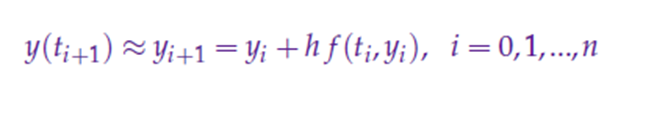 y(t_{i+1}) ≈ y_{i+1} = y_i + h f(t_i, y_i), i = 0, 1, ..., n